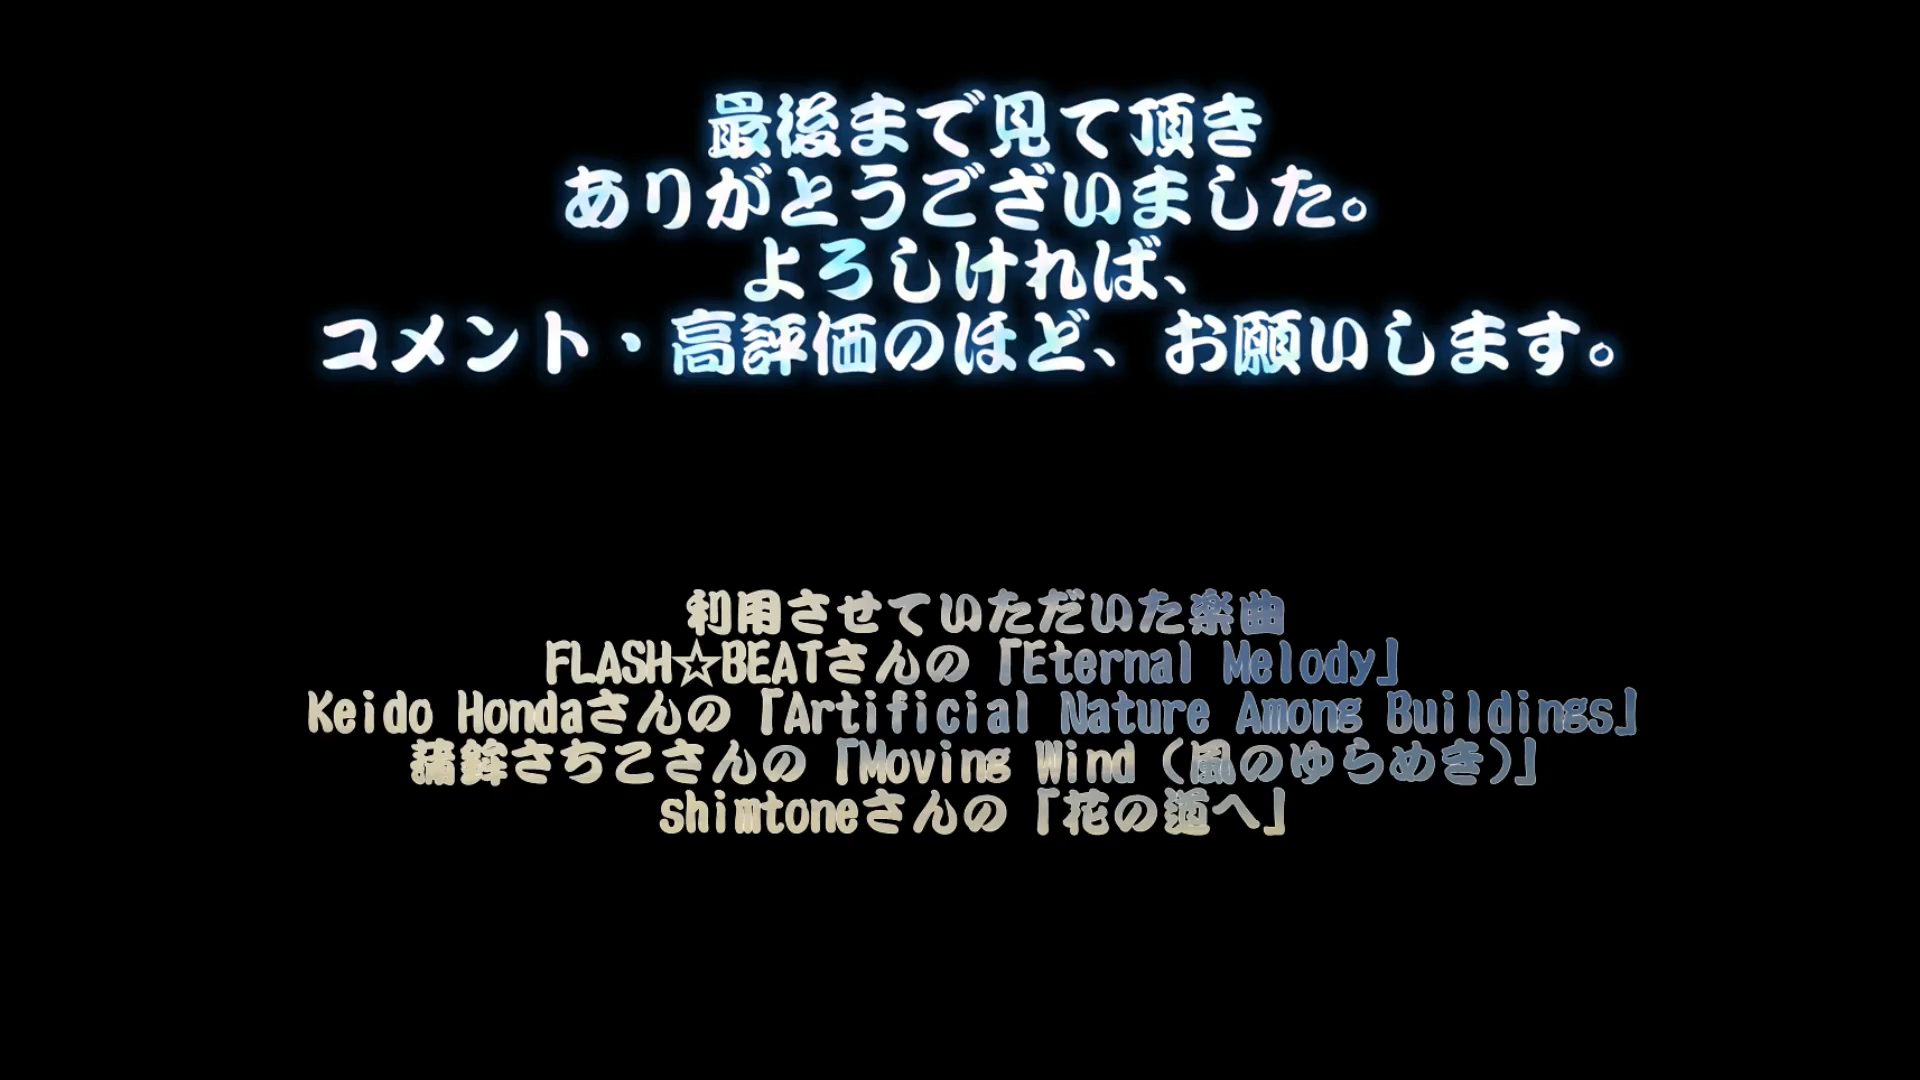 最後まで見て頂き
ありがとうございました。
よろしければ、
コメント・高評価のほど、お願いします。
利用させていただいた楽曲
FLASH☆BEATさんの「Eternal Melody」
Keido Hondaさんの「Artificial Nature Among Buildings」
蒲鉾さちこさんの「Moving Wind (風のゆらめき)」
shimtoneさんの「花の道へ」